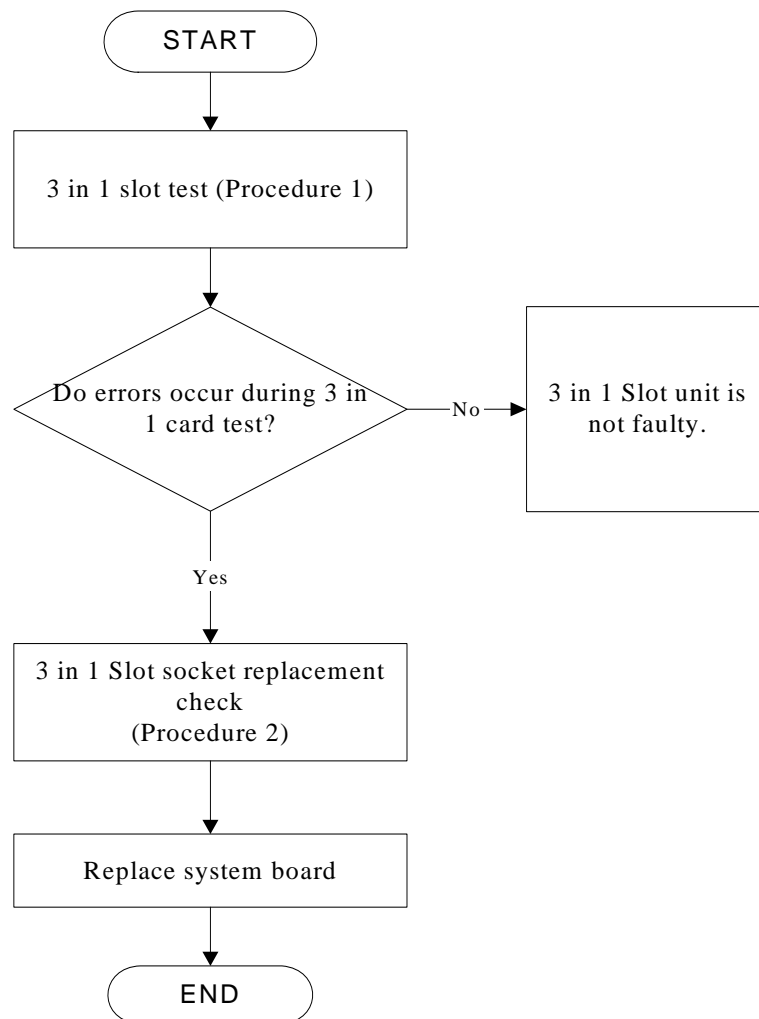 START
3 in 1 slot test (Procedure 1)
Do errors occur during 3 in
1 card test?
No
3 in 1 Slot unit is
not faulty.
Yes
3 in 1 Slot socket replacement
check
(Procedure 2)
Replace system board
END